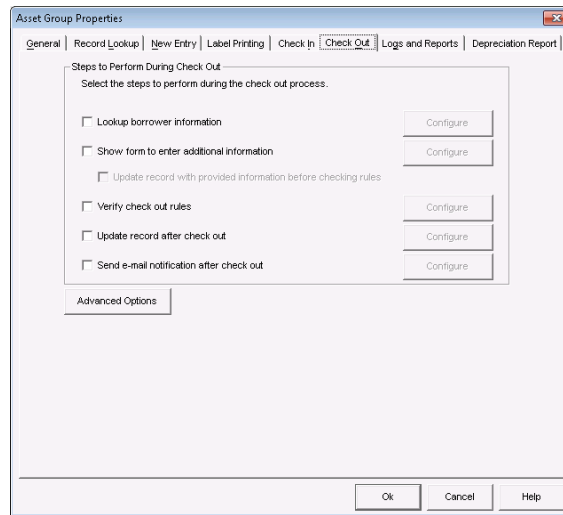 Asset Group Properties
General Record Lookup New Entry Label Printing Check In Check Out Logs and Reports Depreciation Report
Steps to Perform During Check Out
Select the steps to perform during the check out process.
Lookup borrower information Configure
Show form to enter additional information Configure
Update record with provided information before checking rules
Verify check out rules Configure
Update record after check out Configure
Send e-mail notification after check out Configure
Advanced Options
Ok Cancel Help